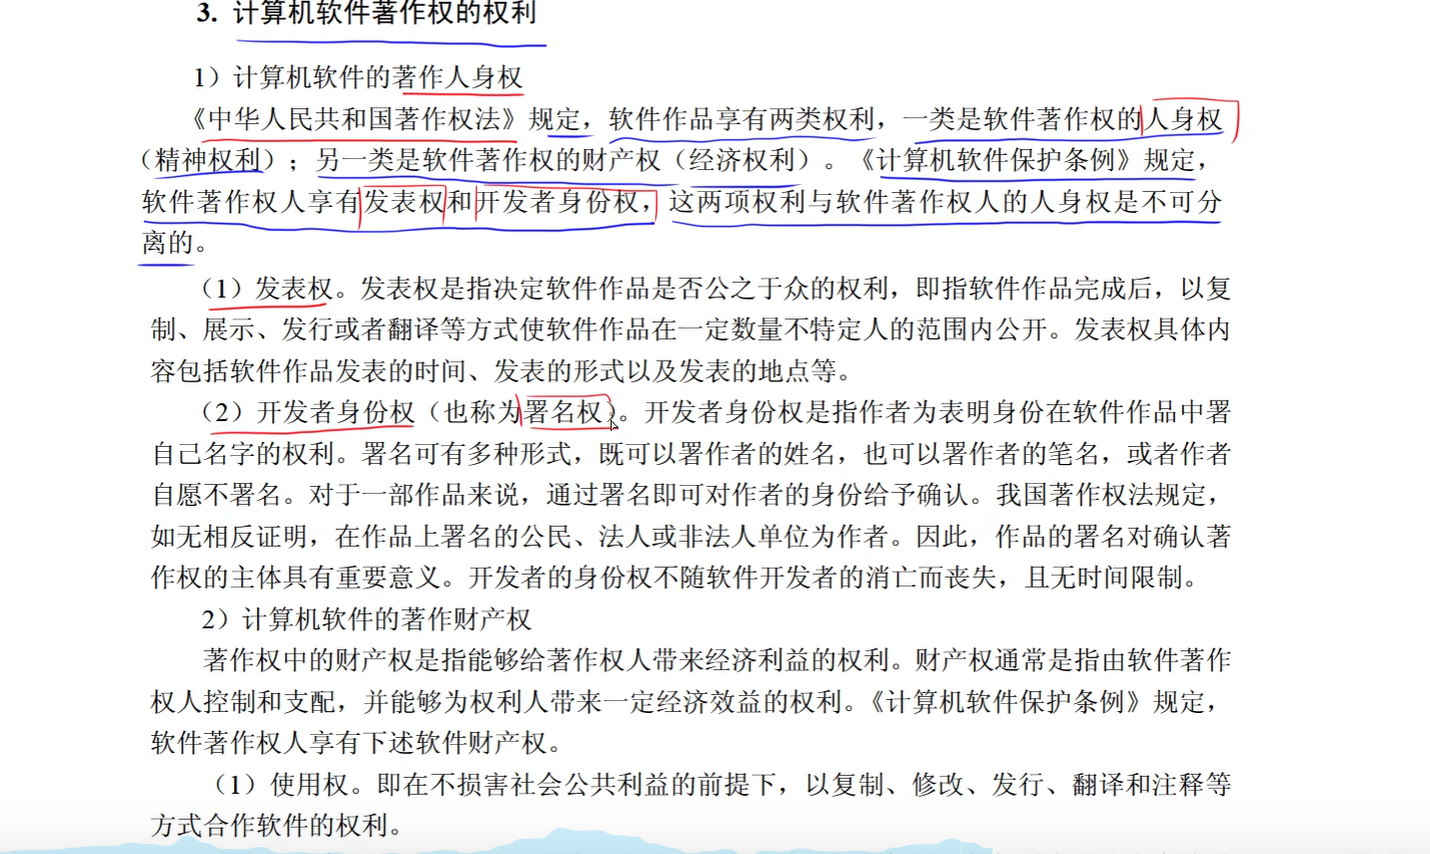 3. 计算机软件著作权的权利
1）计算机软件的著作人身权
《中华人民共和国著作权法》规定，软件作品享有两类权利，一类是软件著作权的人身权
（精神权利）；另一类是软件著作权的财产权（经济权利）。《计算机软件保护条例》规定，
软件著作权人享有发表权和开发者身份权，这两项权利与软件著作权人的人身权是不可分
离的。
（1）发表权。发表权是指决定软件作品是否公之于众的权利，即指软件作品完成后，以复
制、展示、发行或者翻译等方式使软件作品在一定数量不特定人的范围内公开。发表权具体内
容包括软件作品发表的时间、发表的形式以及发表的地点等。
（2）开发者身份权（也称为署名权）。开发者身份权是指作者为表明身份在软件作品中署
自己名字的权利。署名可有多种形式，既可以署作者的姓名，也可以署作者的笔名，或者作者
自愿不署名。对于一部作品来说，通过署名即可对作者的身份给予确认。我国著作权法规定，
如无相反证明，在作品上署名的公民、法人或非法人单位为作者。因此，作品的署名对确认著
作权的主体具有重要意义。开发者的身份权不随软件开发者的消亡而丧失，且无时间限制。
2）计算机软件的著作财产权
著作权中的财产权是指能够给著作权人带来经济利益的权利。财产权通常是指由软件著作
权人控制和支配，并能够为权利人带来一定经济效益的权利。《计算机软件保护条例》规定，
软件著作权人享有下述软件财产权。
（1）使用权。即在不损害社会公共利益的前提下，以复制、修改、发行、翻译和注释等
方式合作软件的权利。